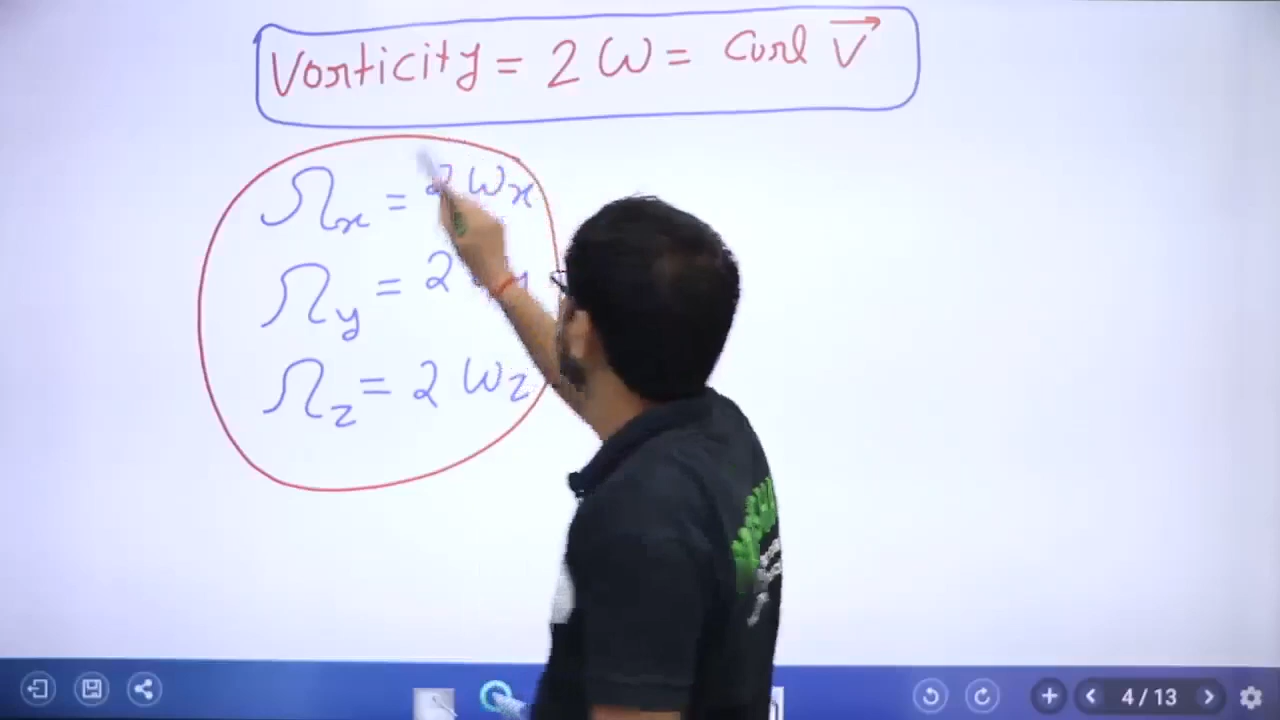 Vorticity = 2 ω = Curl V⃗
Ωx = 2 ωx
Ωy = 2
Ωz = 2 ωz
4 / 13